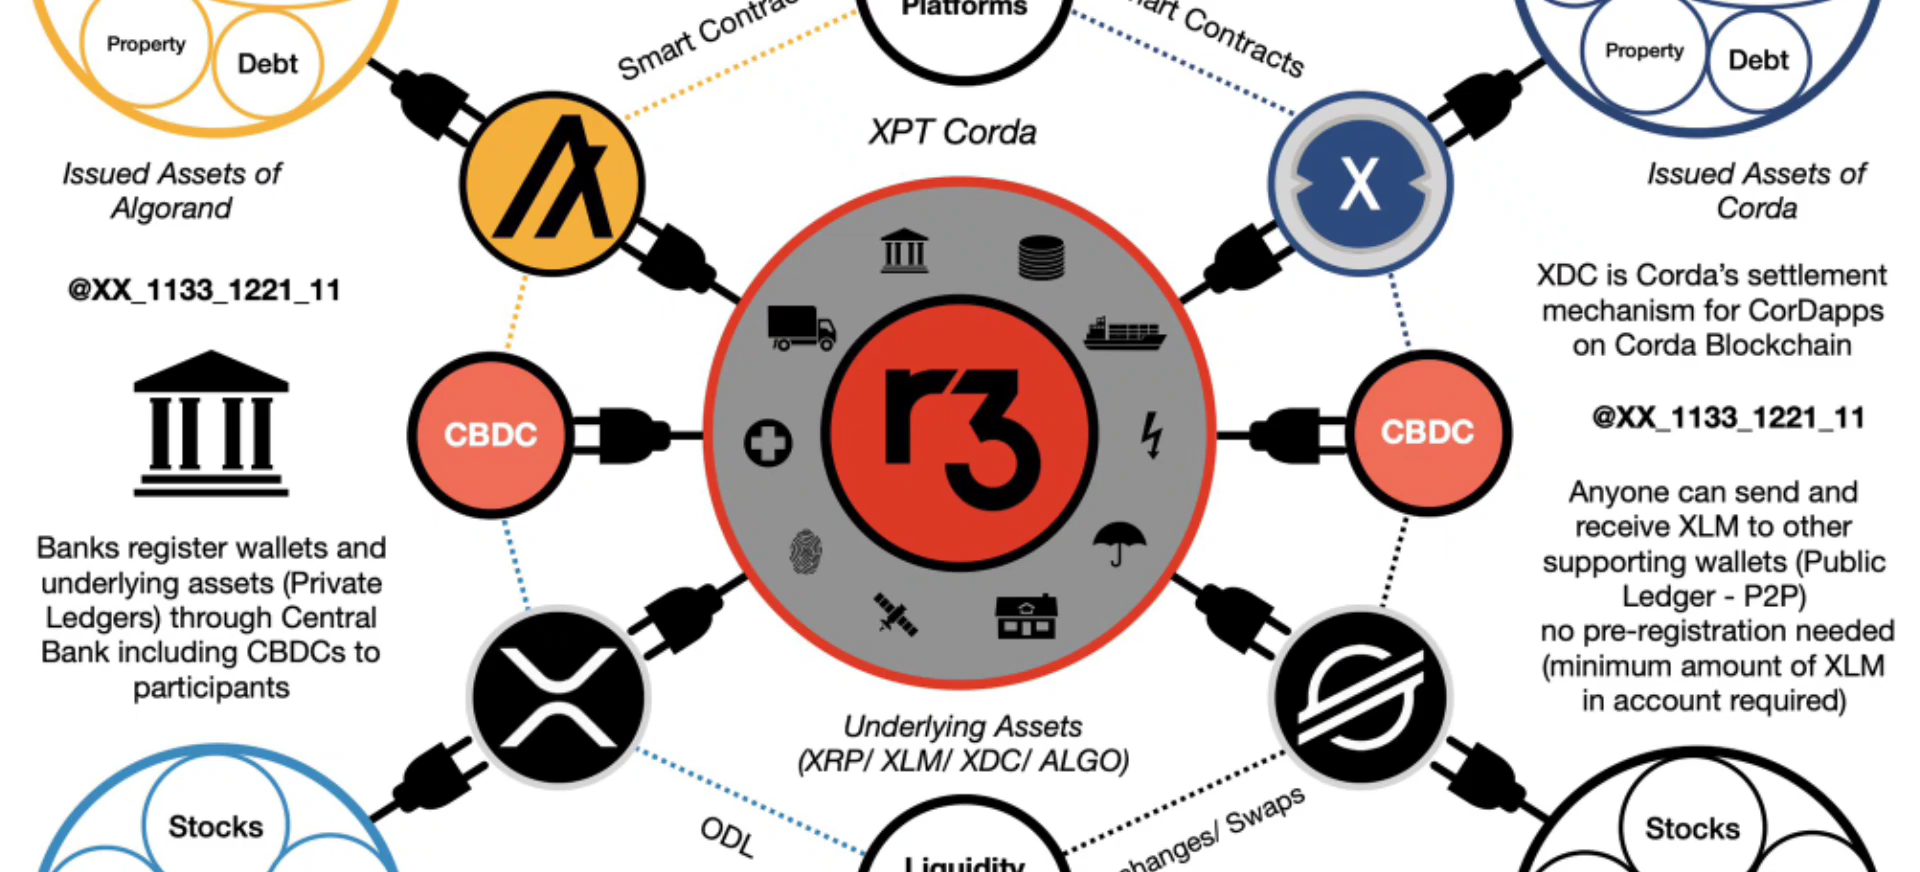 Platforms
Smart Contrac
art Contracts
Property
Debt
Property
Debt
XPT Corda
Issued Assets of
Algorand
Issued Assets of
Corda
X
@XX_1133_1221_11
XDC is Corda's settlement
mechanism for CorDapps
on Corda Blockchain
r3
CBDC
CBDC
@XX_1133_1221_11
Banks register wallets and
underlying assets (Private
Ledgers) through Central
Bank including CBDCs to
participants
Anyone can send and
receive XLM to other
supporting wallets (Public
Ledger - P2P)
no pre-registration needed
(minimum amount of XLM
in account required)
Underlying Assets
(XRP/ XLM/ XDC/ ALGO)
Stocks
ODL
Liquidity
changes/ Swaps
Stocks